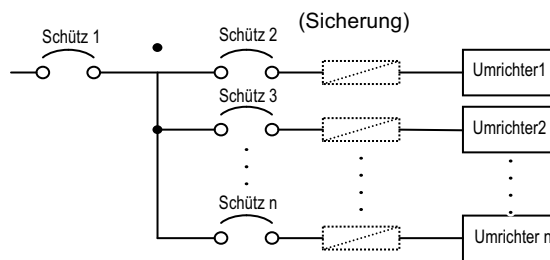 (Sicherung)
Schütz 1
Schütz 2
Umrichter1
Schütz 3
Umrichter2
Schütz n
Umrichter n